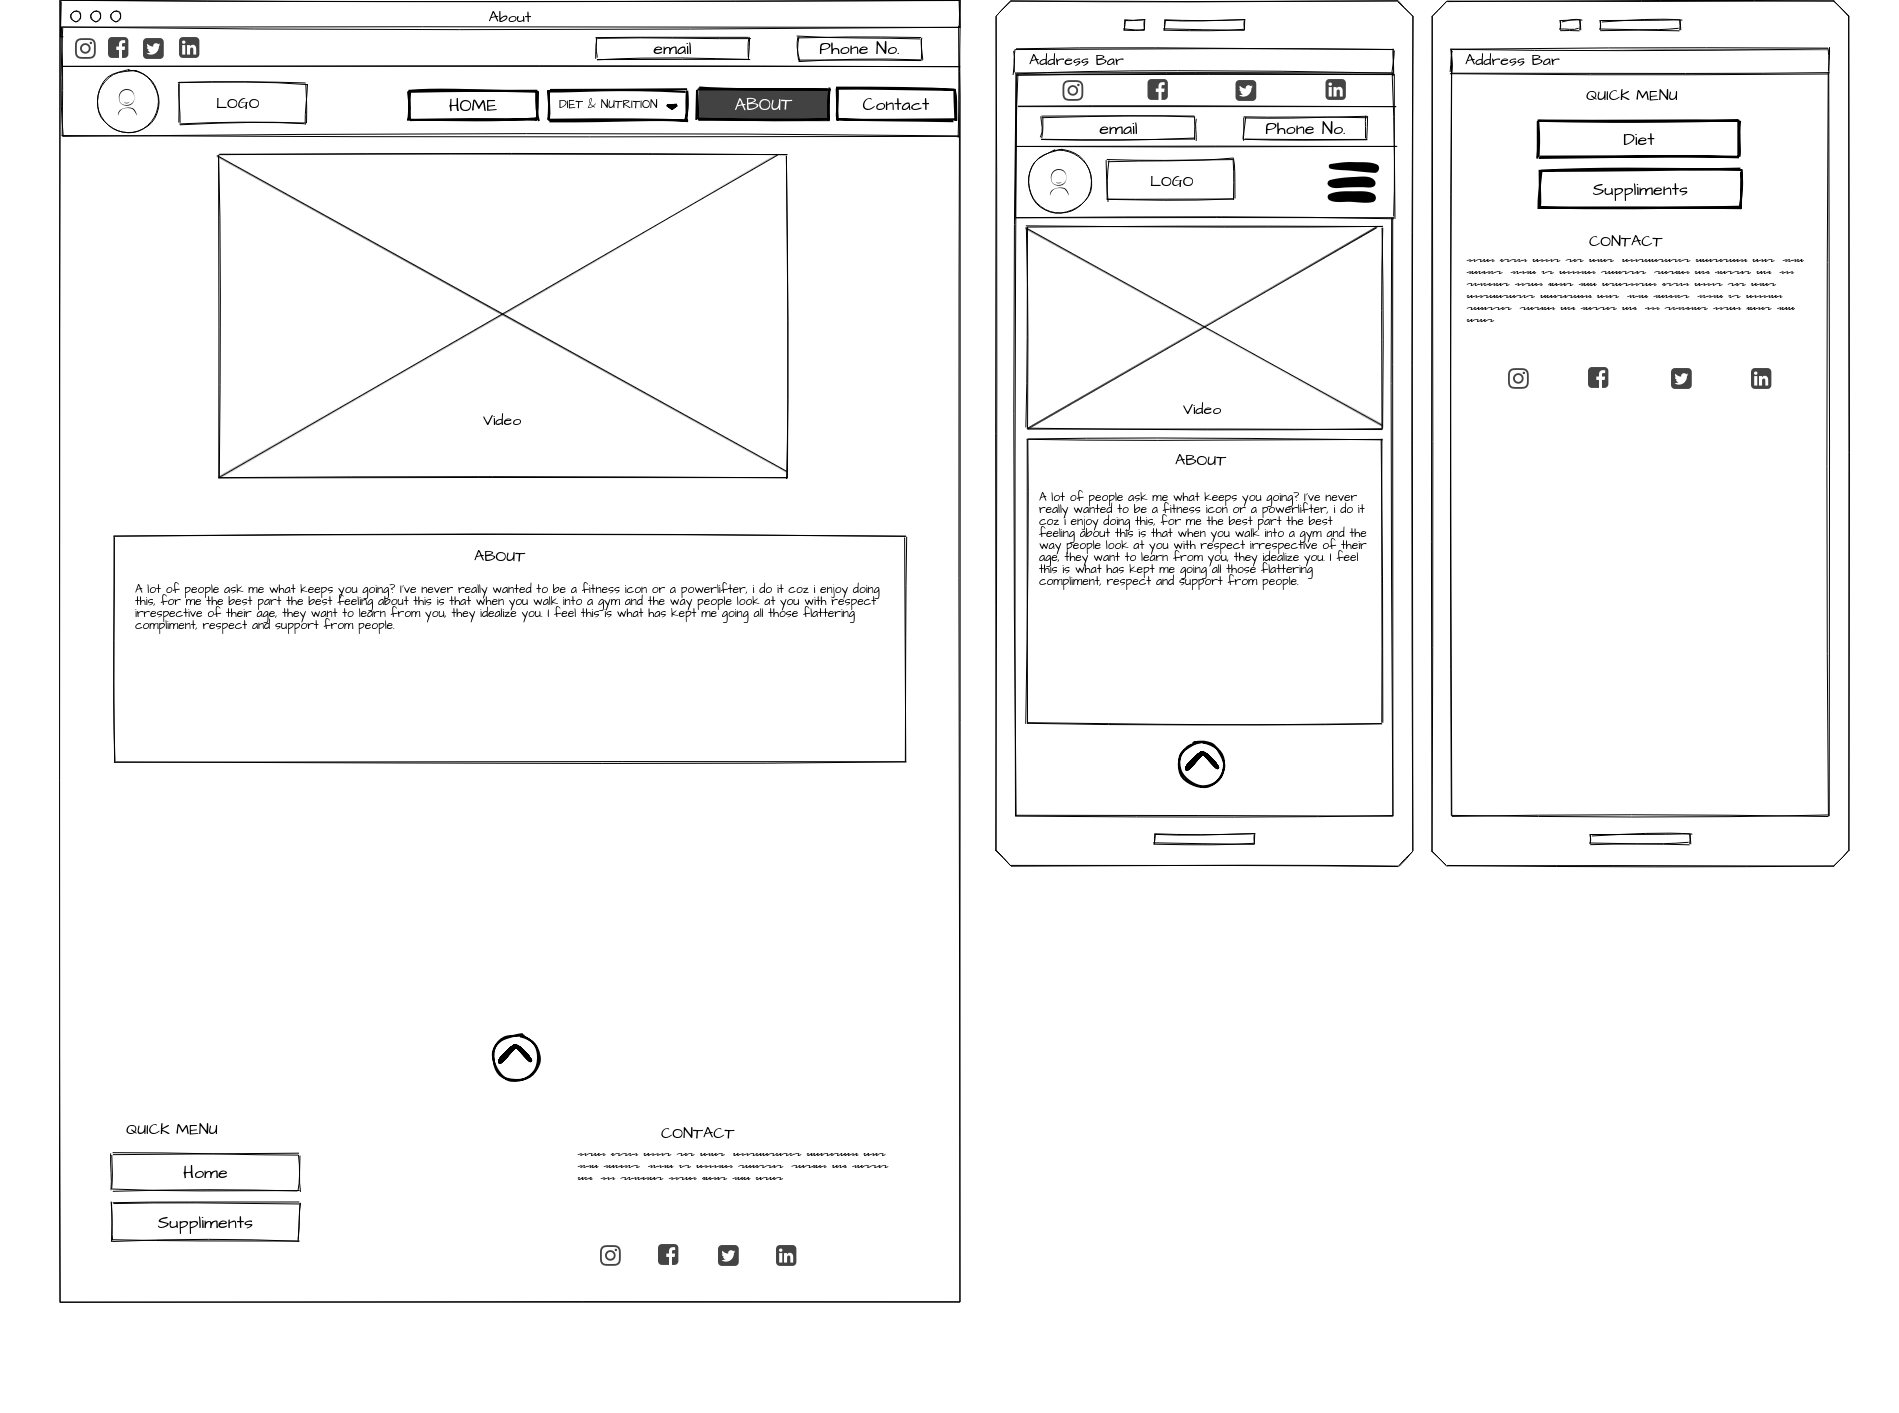 About
email
Phone No.
LOGO
HOME
DIET & NUTRITION
ABOUT
Contact
Video
ABOUT
A lot of people ask me what keeps you going? I've never really wanted to be a fitness icon or a powerlifter, i do it coz i enjoy doing
this, for me the best part the best feeling about this is that when you walk into a gym and the way people look at you with respect
irrespective of their age, they want to learn from you, they idealize you. I feel this is what has kept me going all those flattering
compliment, respect and support from people.
QUICK MENU
Home
Suppliments
CONTACT
Address Bar
email
Phone No.
LOGO
Video
ABOUT
A lot of people ask me what keeps you going? I've never
really wanted to be a fitness icon or a powerlifter, i do it
coz i enjoy doing this, for me the best part the best
feeling about this is that when you walk into a gym and the
way people look at you with respect irrespective of their
age, they want to learn from you, they idealize you. I feel
this is what has kept me going all those flattering
compliment, respect and support from people.
Address Bar
QUICK MENU
Diet
Suppliments
CONTACT